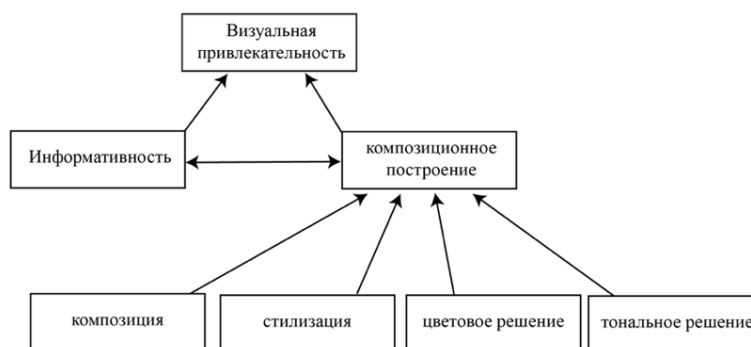 Визуальная
привлекательность
Информативность
композиционное
построение
композиция
стилизация
цветовое решение
тональное решение